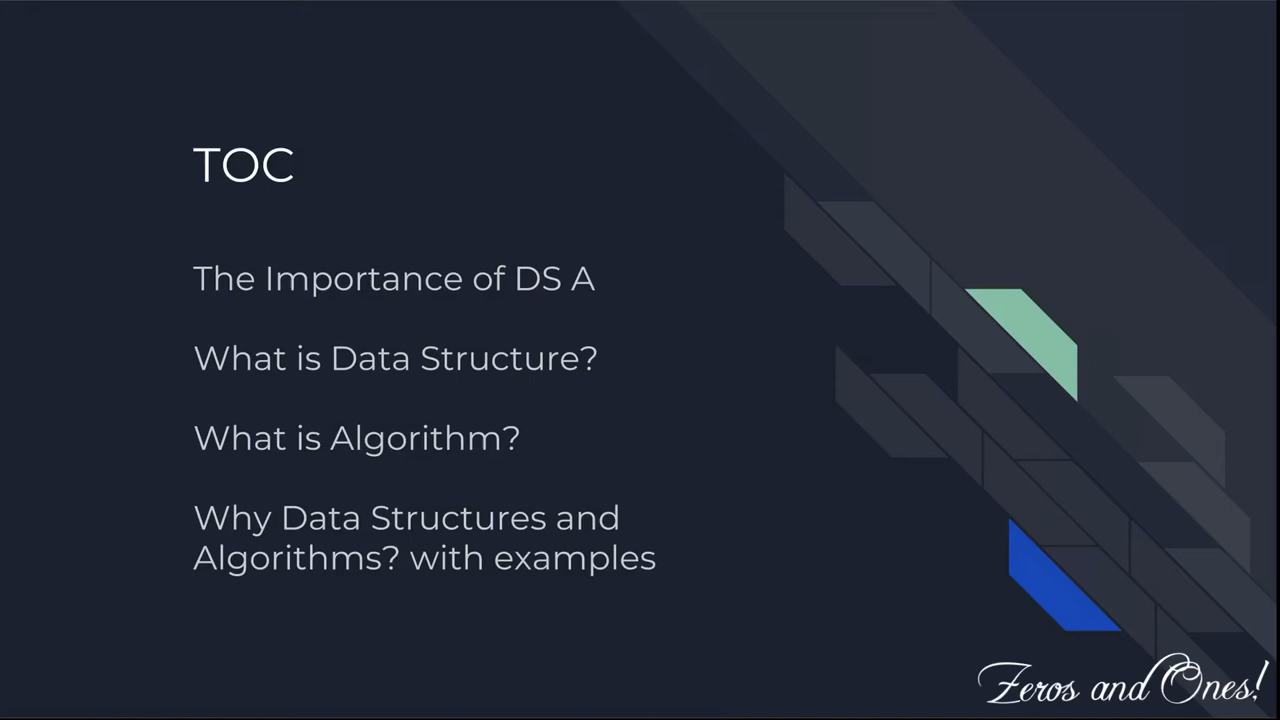 TOC
The Importance of DS A
What is Data Structure?
What is Algorithm?
Why Data Structures and
Algorithms? with examples
Zeros and Ones!